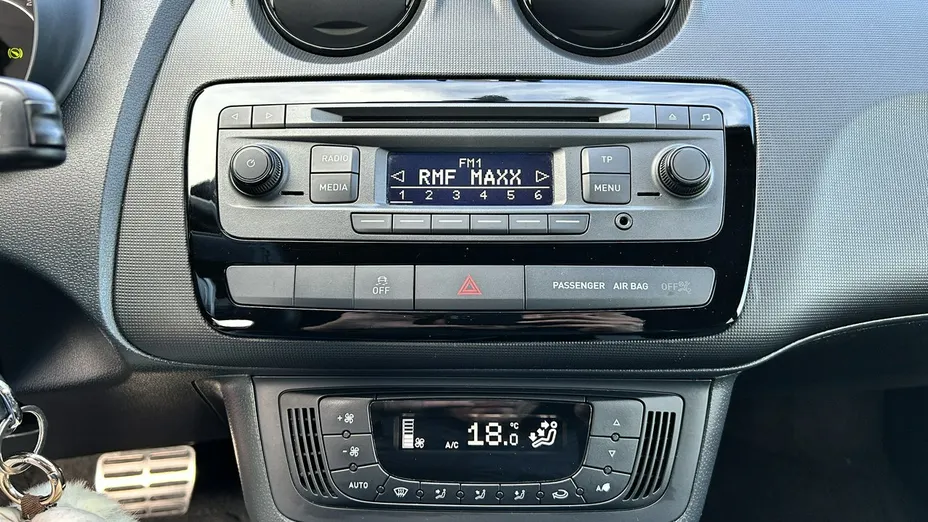 RADIO
MEDIA
FM1
RMF MAXX
1 2 3 4 5 6
TP
MENU
OFF
PASSENGER AIR BAG OFF
+
-
A/C
18.0 °C
AUTO
A